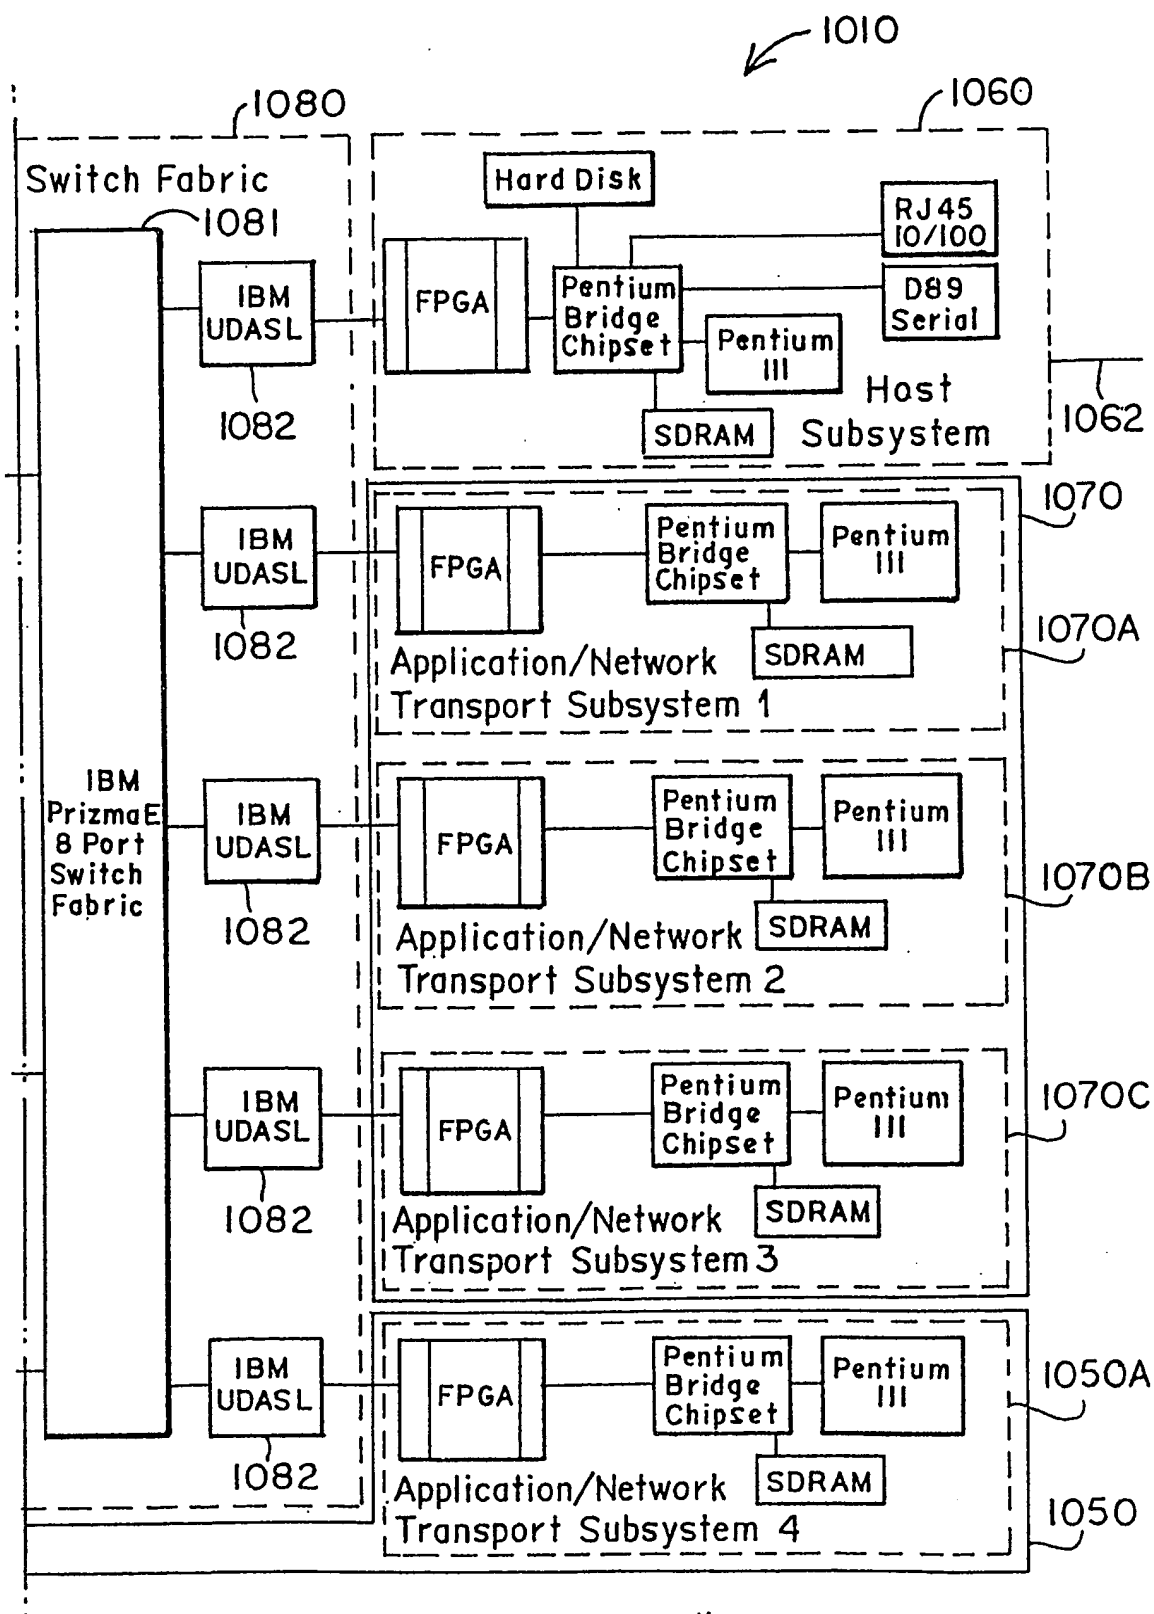 1010
1080
1060
Switch Fabric
1081
Hard Disk
RJ45
10/100
IBM
UDASL
FPGA
Pentium
Bridge
Chipset
D89
Serial
Pentium
III
Host
Subsystem
1062
1082
SDRAM
1070
IBM
UDASL
FPGA
Pentium
Bridge
Chipset
Pentium
III
1082
1070A
SDRAM
Application/Network
Transport Subsystem 1
IBM
PrizmaE
8 Port
Switch
Fabric
IBM
UDASL
FPGA
Pentium
Bridge
Chipset
Pentium
III
1070B
1082
SDRAM
Application/Network
Transport Subsystem 2
IBM
UDASL
FPGA
Pentium
Bridge
Chipset
Pentium
III
1070C
1082
SDRAM
Application/Network
Transport Subsystem 3
IBM
UDASL
FPGA
Pentium
Bridge
Chipset
Pentium
III
1050A
1082
SDRAM
Application/Network
Transport Subsystem 4
1050